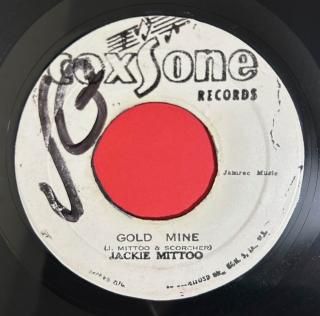 Coxsone
RECORDS
Jamrec Music
GOLD MINE
(J. MITTOO & SCORCHER)
JACKIE MITTOO